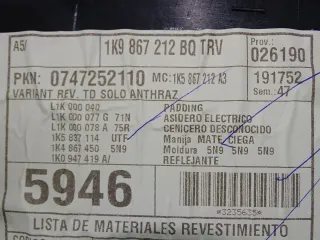 A5/ 1K9 867 212 BQ TRV Prov.: 026190
PKN: 0747252110 MC: 1K5 867 212 A3 191752
VARIANT REV. TD SOLO ANTHRAZ. Sem.: 47
L1K 000 040 PADDING
L1K 000 077 G 71N ASIDERO ELECTRICO
L1K 000 078 A 75R CENICERO DESCONOCIDO
1K5 837 114 UTF Manija MATE CIEGA
1K4 867 450 5N9 Moldura 5N9 5N9 5N9
1K0 947 419 A/ REFLEJANTE
5946
*3235635*
LISTA DE MATERIALES REVESTIMIENTO